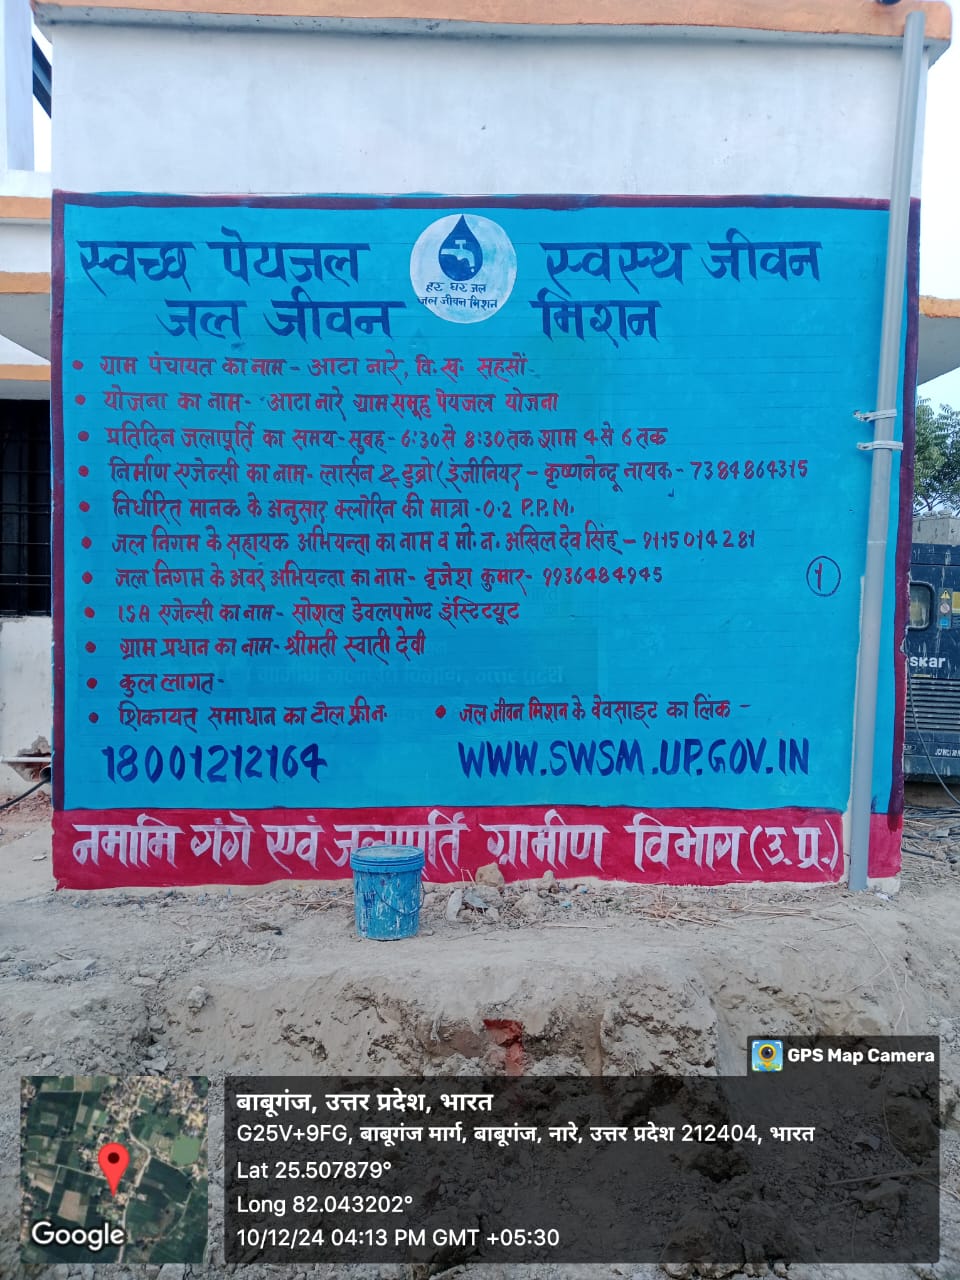 स्वच्छ पेयजल स्वस्थ जीवन
हर घर जल
जल जीवन मिशन
जल जीवन मिशन
• ग्राम पंचायत का नाम - आटा नारे, वि.ख. सहसों-
• योजना का नाम- आटा नारे ग्राम समूह पेयजल योजना
• प्रतिदिन जलापूर्ति का समय-सुबह- 6:30 से 8:30 तक शाम 4 से 6 तक
• निर्माण एजेन्सी का नाम- लार्सन & टुब्रो (इंजीनियर - कृष्णनेन्दू नायक- 7384864315
• निर्धारित मानक के अनुसार क्लोरिन की मात्रा -0.2 P.P.M.
• जल निगम के सहायक अभियन्ता का नाम व मो. न. अखिल देव सिंह - 9115014281
• जल निगम के अवर अभियन्ता का नाम- बृजेश कुमार- 9936484945
1
• ISA एजेन्सी का नाम- सोशल डेवलपमेण्ट इंस्टिटयूट
• ग्राम प्रधान का नाम- श्रीमती स्वाती देवी
• कुल लागत-
• शिकायत समाधान का टोल फ्री न. • जल जीवन मिशन के वेवसाइट का लिंक -
18001212164 WWW.SWSM.UP.GOV.IN
नमामि गंगे एवं जलापूर्ति ग्रामीण विभाग (उ. प्र.)
GPS Map Camera
बाबूगंज, उत्तर प्रदेश, भारत
G25V+9FG, बाबूगंज मार्ग, बाबूगंज, नारे, उत्तर प्रदेश 212404, भारत
Lat 25.507879°
Long 82.043202°
10/12/24 04:13 PM GMT +05:30
Google